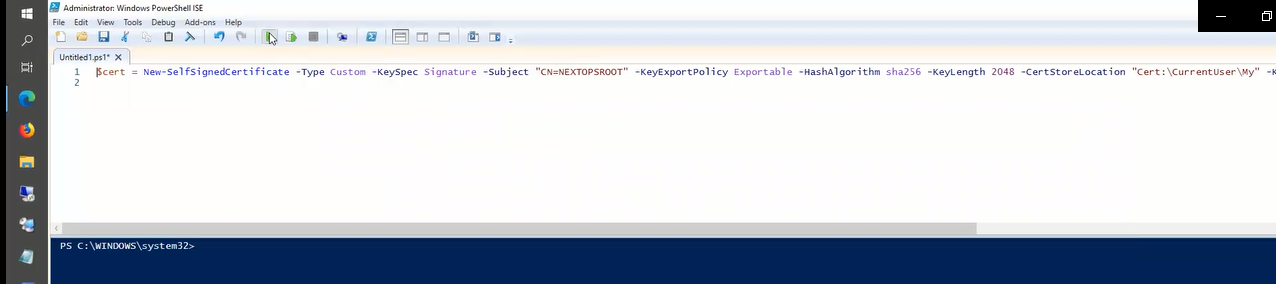 Administrator: Windows PowerShell ISE
File Edit View Tools Debug Add-ons Help
Untitled1.ps1*
1 $cert = New-SelfSignedCertificate -Type Custom -KeySpec Signature -Subject "CN=NEXTOPSROOT" -KeyExportPolicy Exportable -HashAlgorithm sha256 -KeyLength 2048 -CertStoreLocation "Cert:\CurrentUser\My" -K
2
PS C:\WINDOWS\system32>